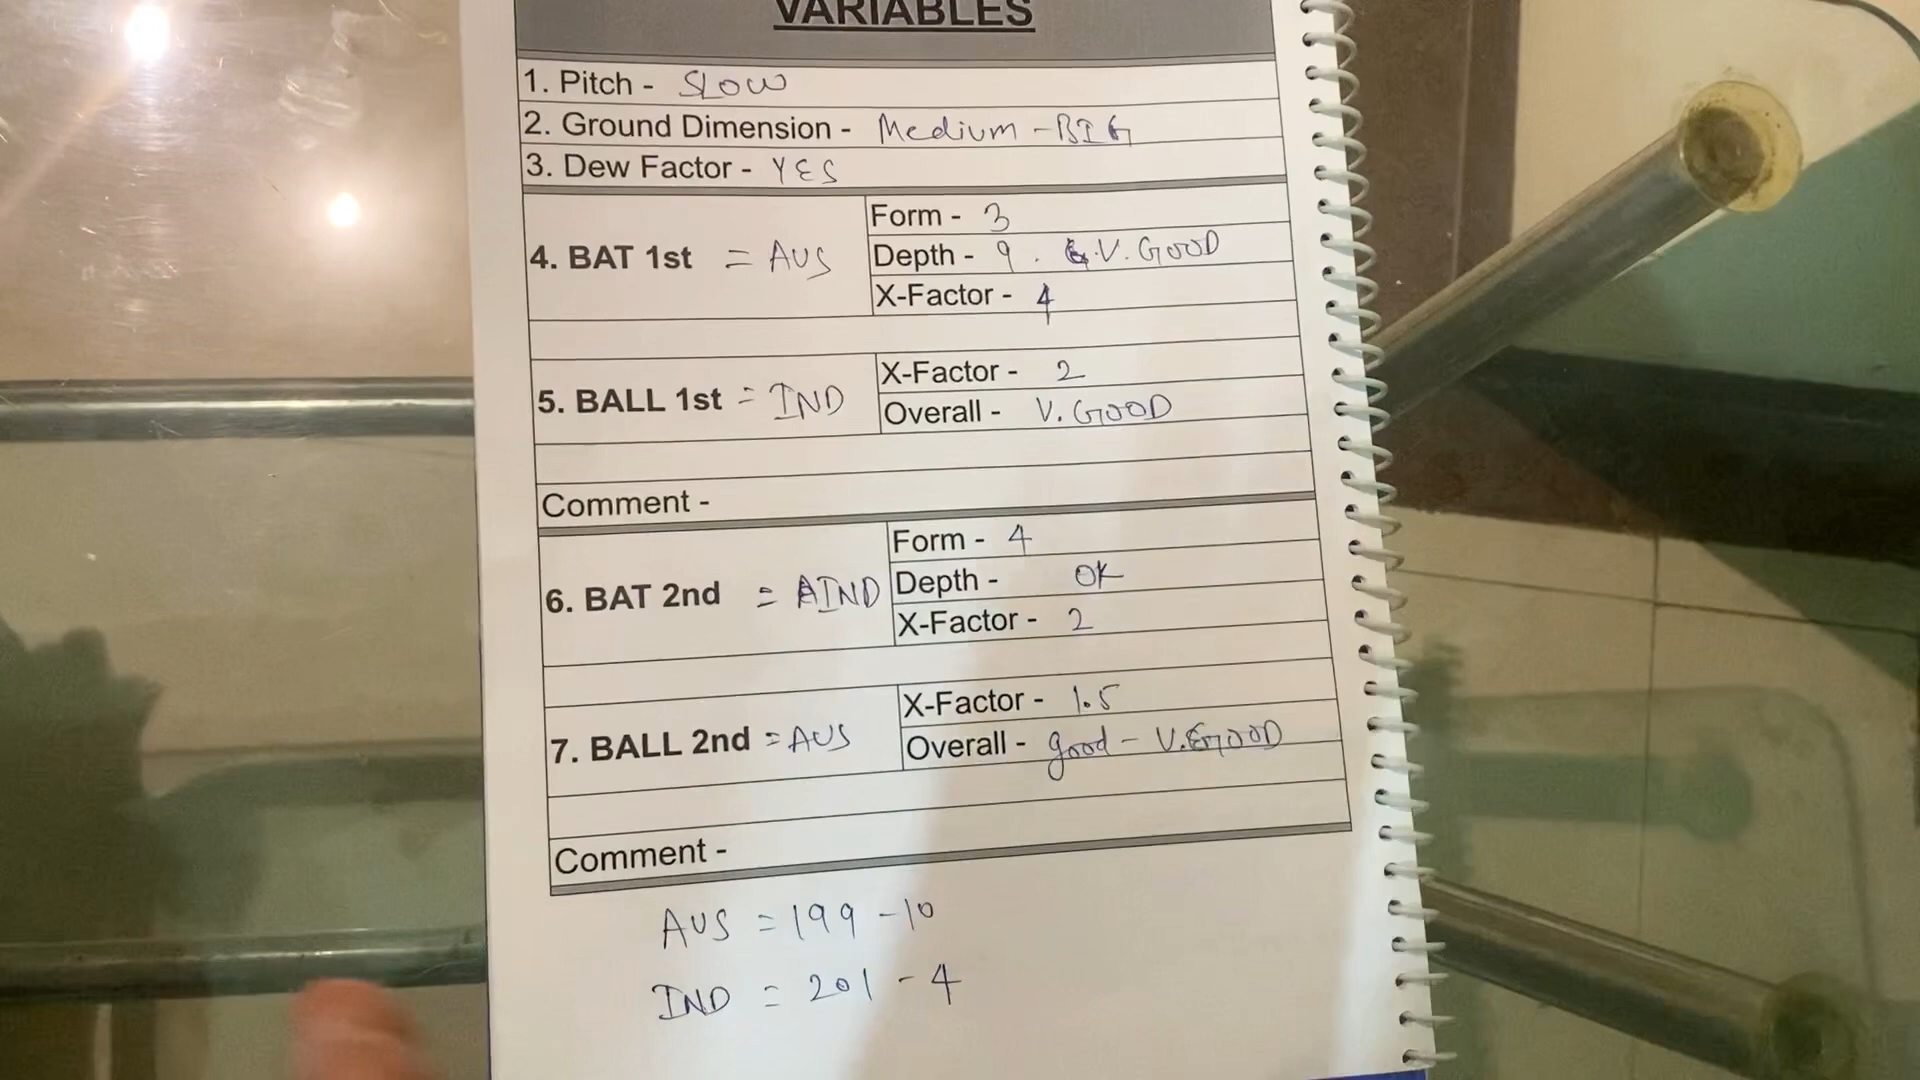 VARIABLES
1. Pitch - SLOW
2. Ground Dimension - Medium - BIG
3. Dew Factor - YES
4. BAT 1st = AUS
Form - 3
Depth - 9. V. GOOD
X-Factor - 4
5. BALL 1st = IND
X-Factor - 2
Overall - V. GOOD
Comment -
6. BAT 2nd = IND
Form - 4
Depth - OK
X-Factor - 2
7. BALL 2nd = AUS
X-Factor - 1.5
Overall - good - V.GOOD
Comment -
AUS = 199 - 10
IND = 201 - 4